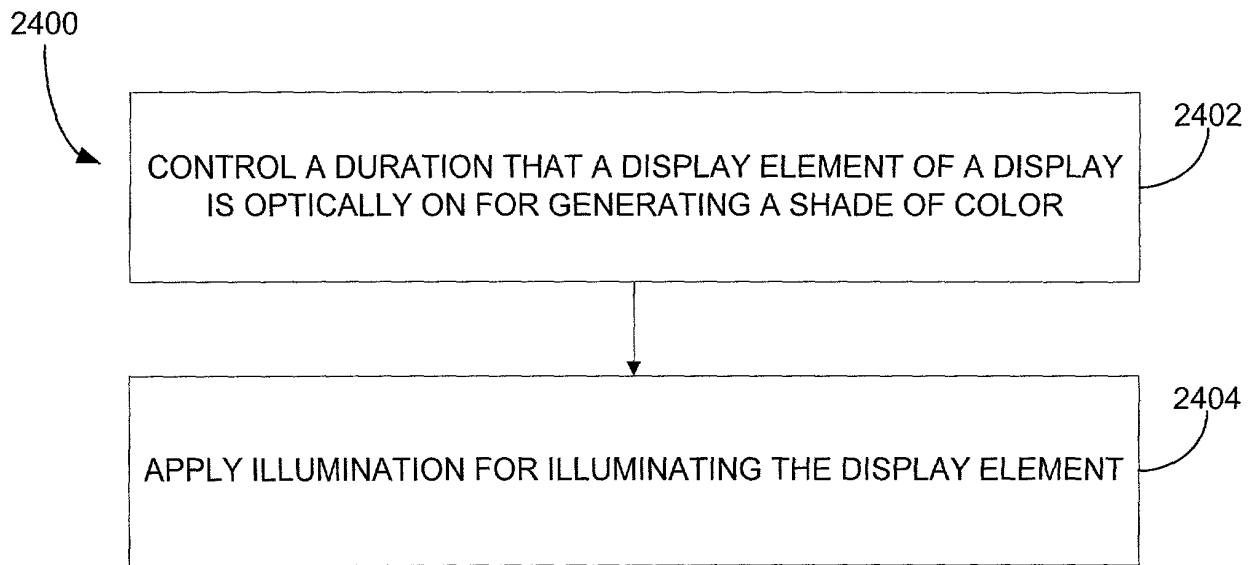 2400
2402
CONTROL A DURATION THAT A DISPLAY ELEMENT OF A DISPLAY
IS OPTICALLY ON FOR GENERATING A SHADE OF COLOR
2404
APPLY ILLUMINATION FOR ILLUMINATING THE DISPLAY ELEMENT